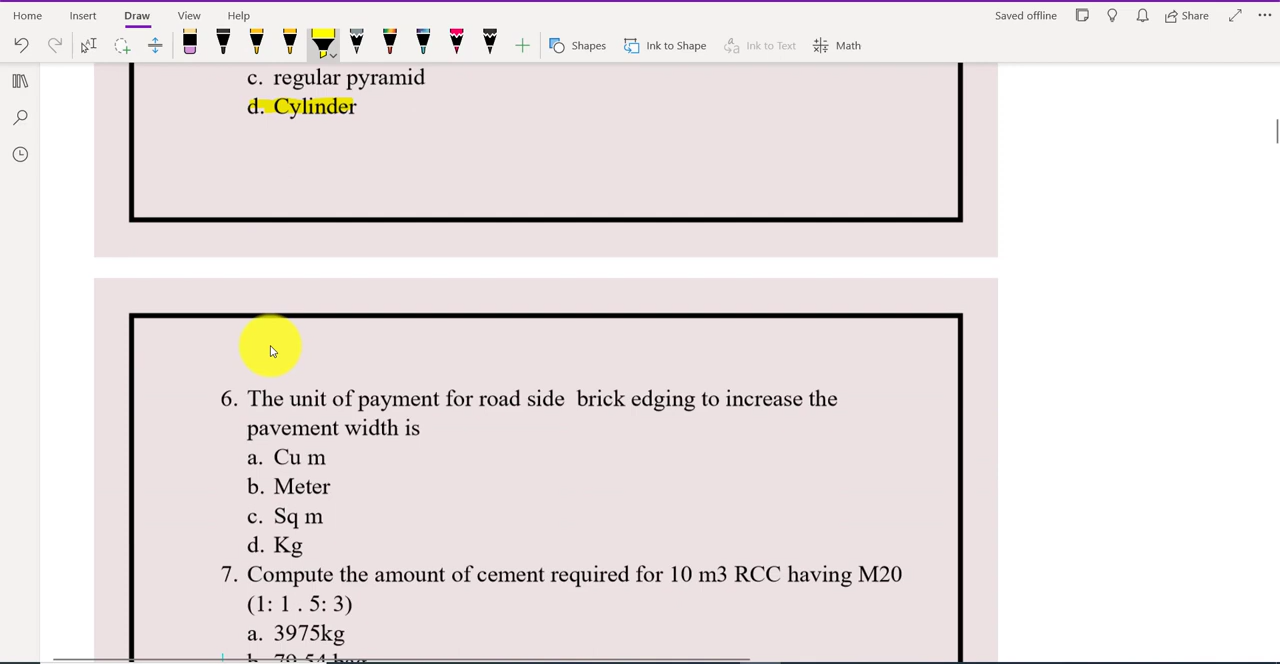 Home Insert Draw View Help Saved offline Share
Shapes Ink to Shape Ink to Text Math
c. regular pyramid
d. Cylinder
6. The unit of payment for road side brick edging to increase the
pavement width is
a. Cu m
b. Meter
c. Sq m
d. Kg
7. Compute the amount of cement required for 10 m3 RCC having M20
(1: 1 . 5: 3)
a. 3975kg